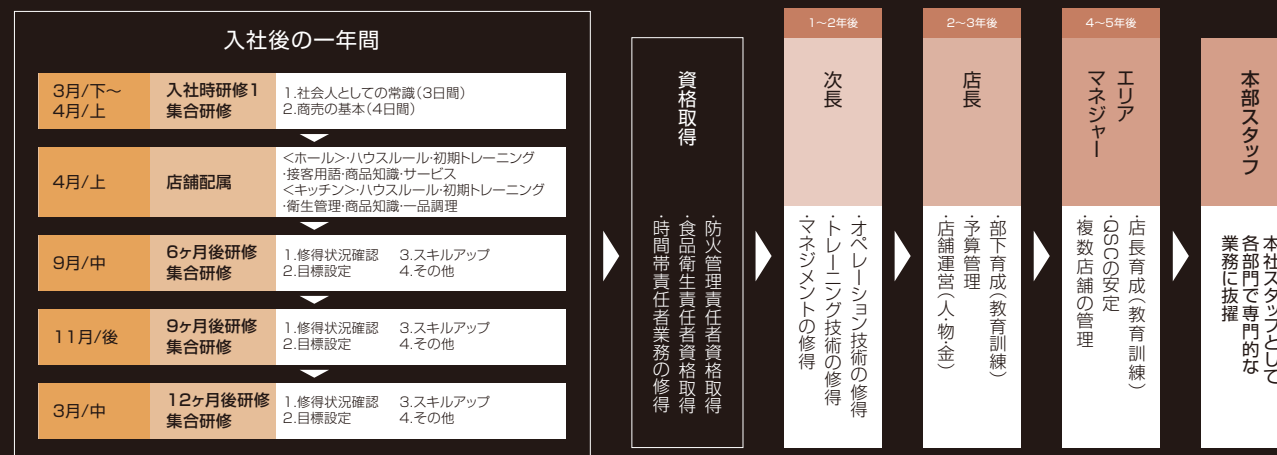 入社後の一年間
3月/下〜
4月/上
入社時研修1
集合研修
1.社会人としての常識(3日間)
2.商売の基本(4日間)
4月/上
店舗配属
<ホール>・ハウスルール・初期トレーニング
・接客用語・商品知識・サービス
<キッチン>・ハウスルール・初期トレーニング
・衛生管理・商品知識・一品調理
9月/中
6ヶ月後研修
集合研修
1.修得状況確認 3.スキルアップ
2.目標設定 4.その他
11月/後
9ヶ月後研修
集合研修
1.修得状況確認 3.スキルアップ
2.目標設定 4.その他
3月/中
12ヶ月後研修
集合研修
1.修得状況確認 3.スキルアップ
2.目標設定 4.その他
資格取得
・防火管理責任者資格取得
・食品衛生責任者資格取得
・時間帯責任者業務の修得
1〜2年後
次長
・オペレーション技術の修得
・トレーニング技術の修得
・マネジメントの修得
2〜3年後
店長
・部下育成(教育訓練)
・予算管理
・店舗運営(人・物・金)
4〜5年後
エリア
マネジャー
・店長育成(教育訓練)
・QSCの安定
・複数店舗の管理
本部スタッフ
本社スタッフとして
各部門で専門的な
業務に抜擢